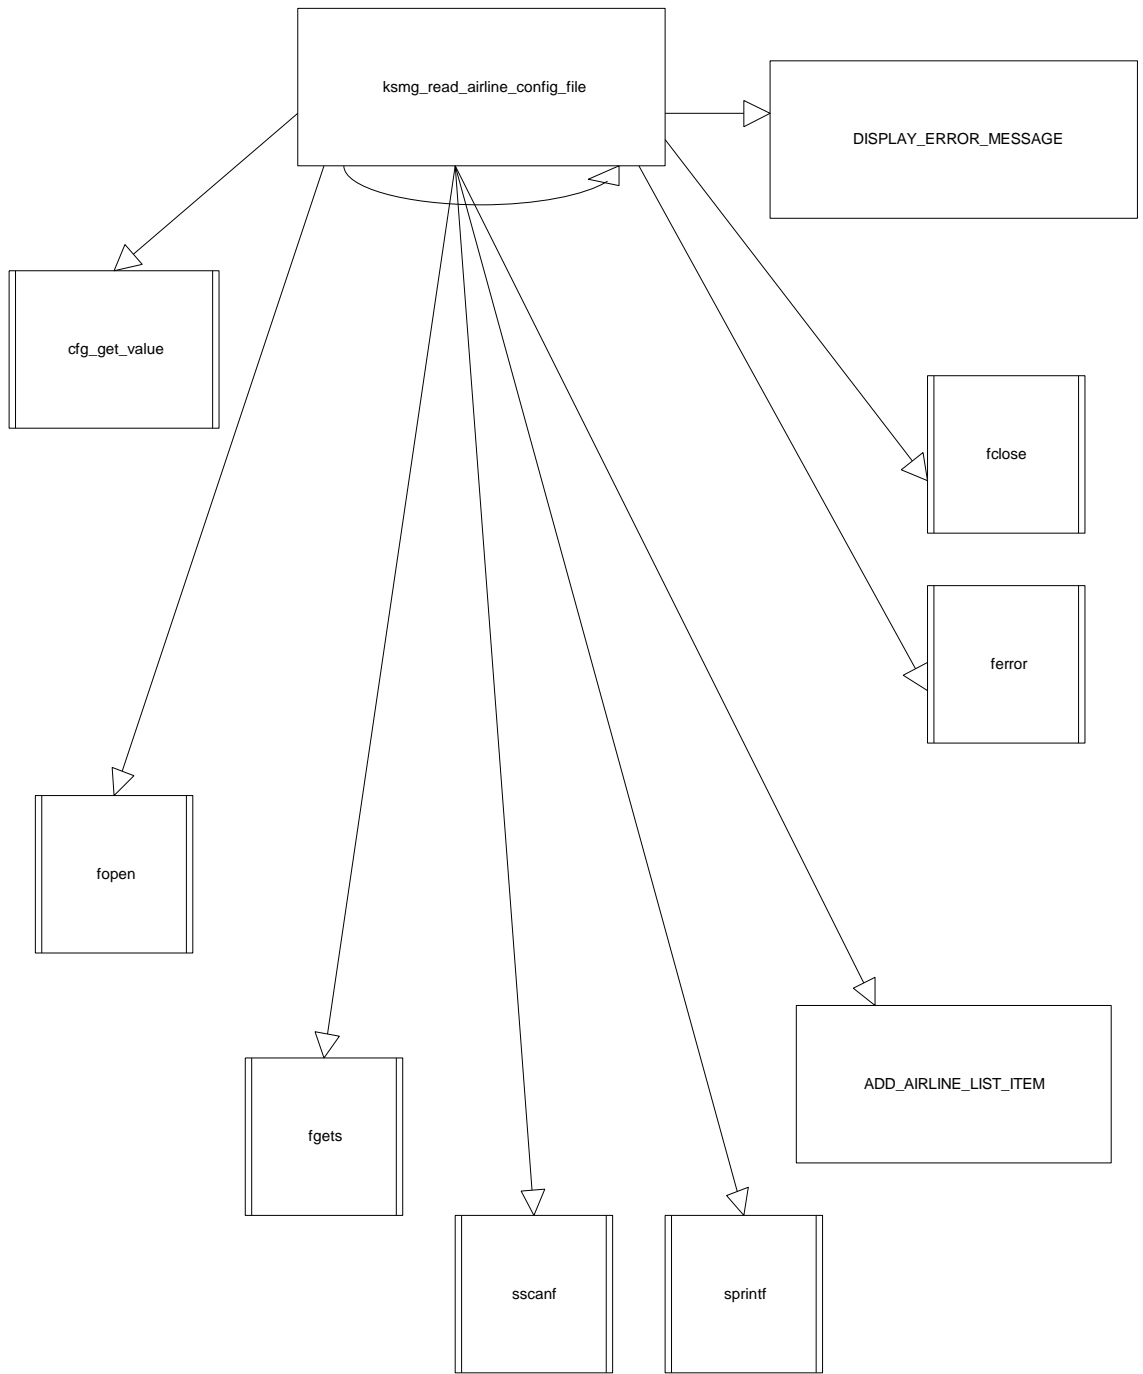 ksmg_read_airline_config_file
DISPLAY_ERROR_MESSAGE
cfg_get_value
fclose
ferror
fopen
ADD_AIRLINE_LIST_ITEM
fgets
sscanf
sprintf